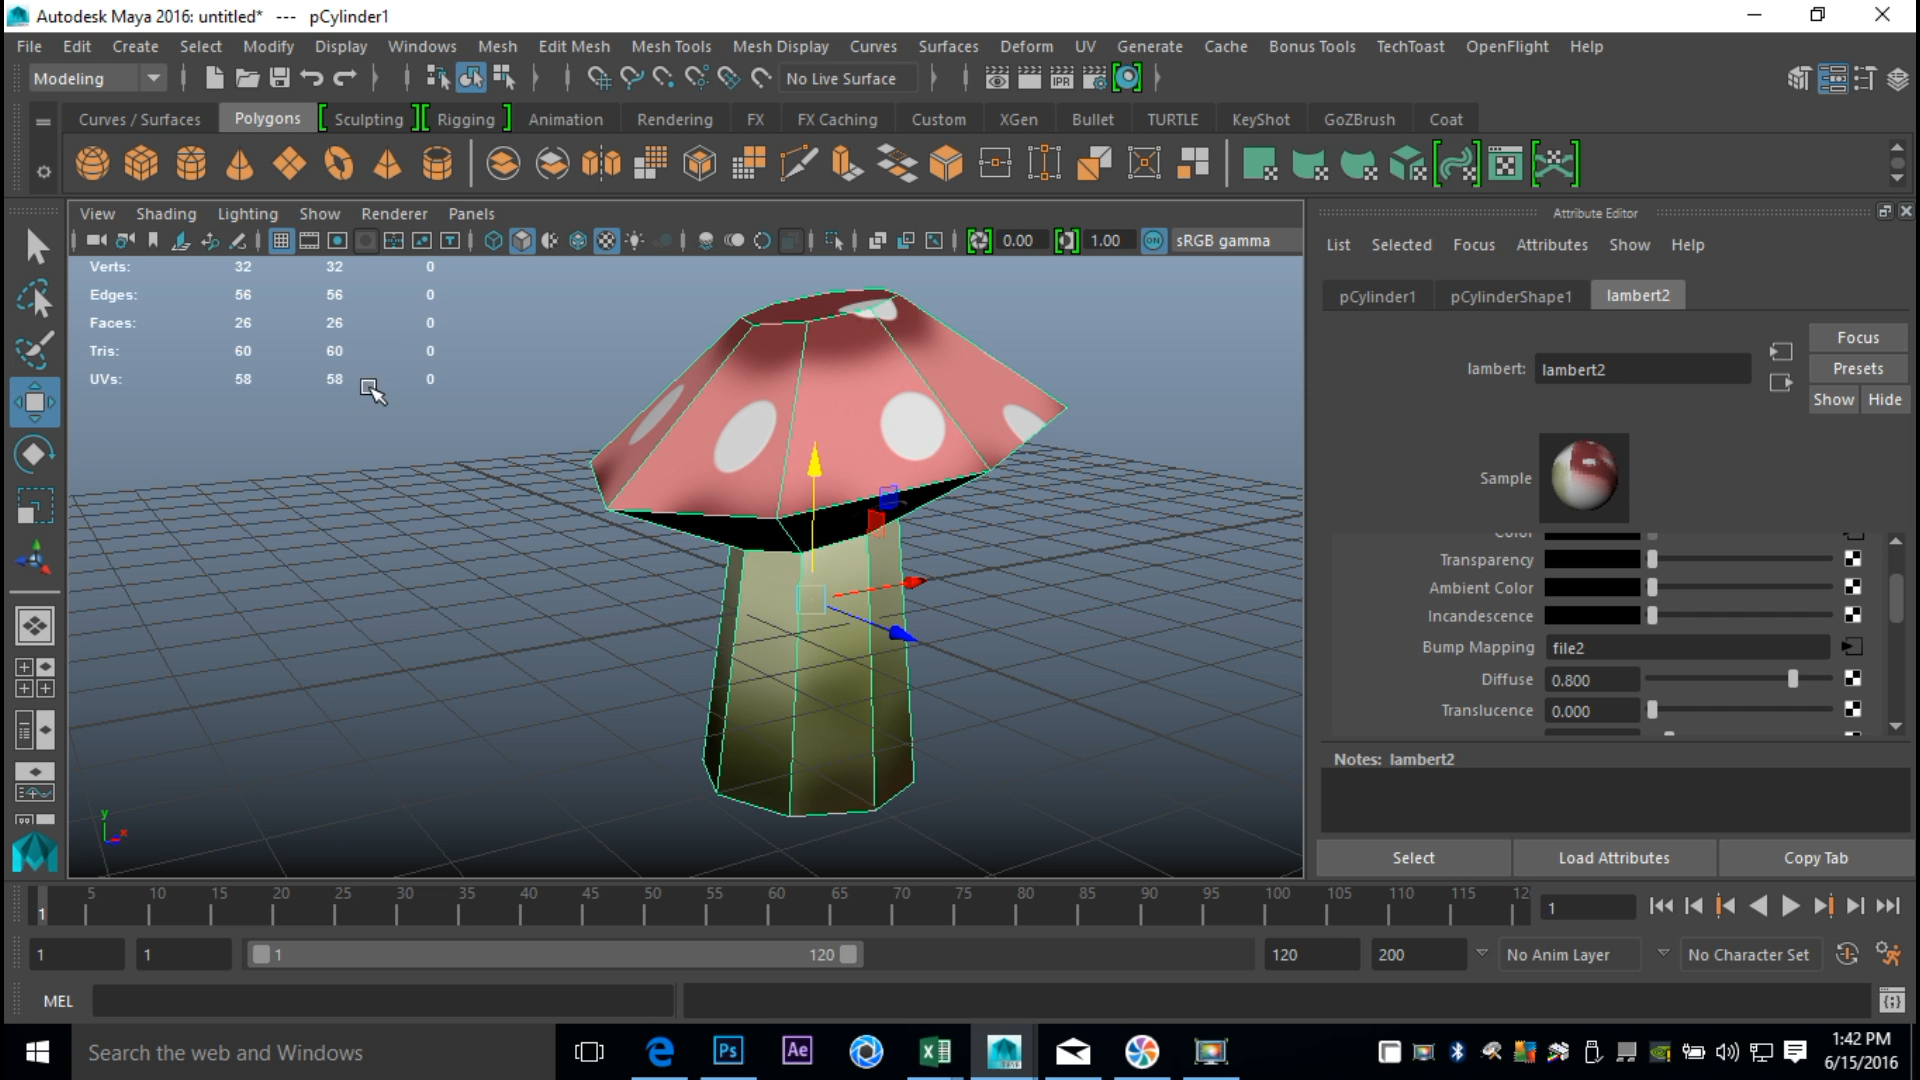 Autodesk Maya 2016: untitled*   ---   pCylinder1
File Edit Create Select Modify Display Windows Mesh Edit Mesh Mesh Tools Mesh Display Curves Surfaces Deform UV Generate Cache Bonus Tools TechToast OpenFlight Help
Modeling No Live Surface IPR
Curves / Surfaces Polygons Sculpting Rigging Animation Rendering FX FX Caching Custom XGen Bullet TURTLE KeyShot GoZBrush Coat
View Shading Lighting Show Renderer Panels
0.00 1.00 ON sRGB gamma
Verts: 32 32 0
Edges: 56 56 0
Faces: 26 26 0
Tris: 60 60 0
UVs: 58 58 0
y
x
Attribute Editor
List Selected Focus Attributes Show Help
pCylinder1 pCylinderShape1 lambert2
Focus
lambert: lambert2 Presets
Show Hide
Sample
Color
Transparency
Ambient Color
Incandescence
Bump Mapping file2
Diffuse 0.800
Translucence 0.000
Notes: lambert2
Select Load Attributes Copy Tab
1 5 10 15 20 25 30 35 40 45 50 55 60 65 70 75 80 85 90 95 100 105 110 115 12 1
1 1 1 120 120 200 No Anim Layer No Character Set
MEL
Search the web and Windows Ps Ae 1:42 PM
6/15/2016